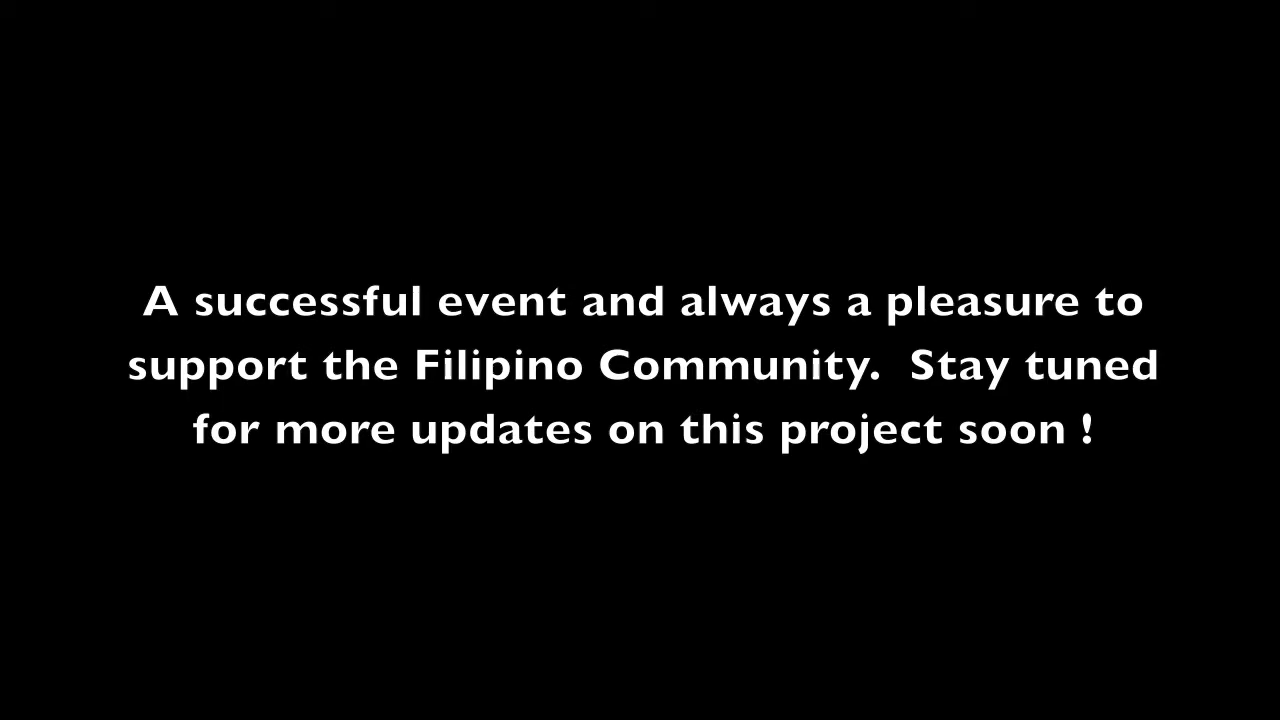 A successful event and always a pleasure to
support the Filipino Community.  Stay tuned
for more updates on this project soon !